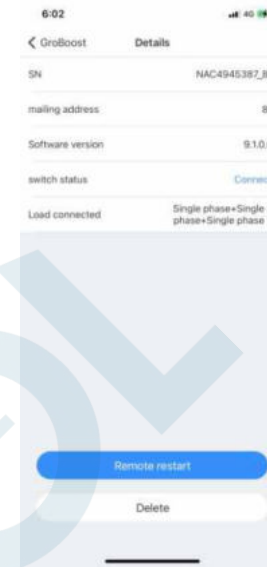 6:02
4G
GroBoost
Details
SN
NAC4945387_8
mailing address
8
Software version
9.1.0.
switch status
Connec
Load connected
Single phase+Single
phase+Single phase
Remote restart
Delete